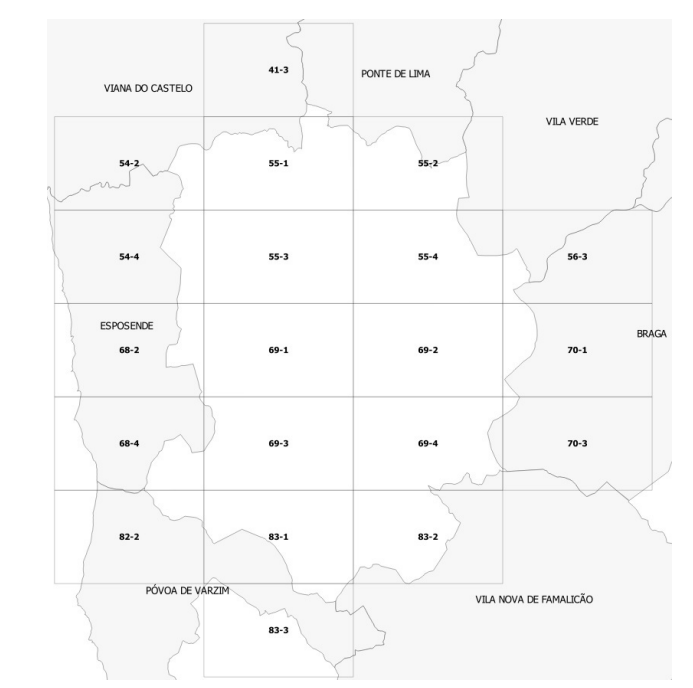 41-3
PONTE DE LIMA
VIANA DO CASTELO
VILA VERDE
54-2
55-1
55-2
54-4
55-3
55-4
56-3
ESPOSENDE
BRAGA
68-2
69-1
69-2
70-1
68-4
69-3
69-4
70-3
82-2
83-1
83-2
PÓVOA DE VARZIM
VILA NOVA DE FAMALICÃO
83-3